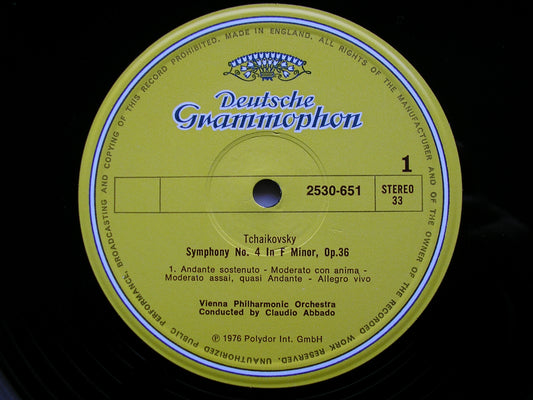 ALL RIGHTS OF THE MANUFACTURER AND OF THE OWNER OF THE RECORDED WORK RESERVED. UNAUTHORIZED PUBLIC PERFORMANCE, BROADCASTING AND COPYING OF THIS RECORD PROHIBITED. MADE IN ENGLAND.
Deutsche
Grammophon
1
2530-651
STEREO
33
Tchaikovsky
Symphony No. 4 In F Minor, Op.36
1. Andante sostenuto - Moderato con anima -
Moderato assai, quasi Andante - Allegro vivo
Vienna Philharmonic Orchestra
Conducted by Claudio Abbado
℗ 1976 Polydor Int. GmbH